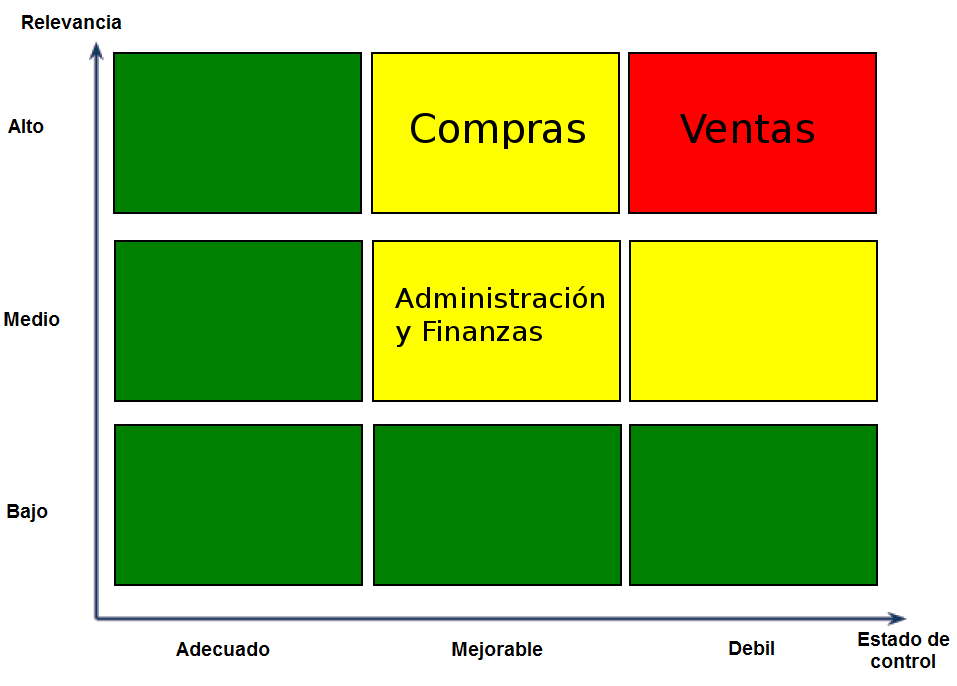 Relevancia
Alto
Compras
Ventas
Medio
Administración
y Finanzas
Bajo
Adecuado
Mejorable
Debil
Estado de
control